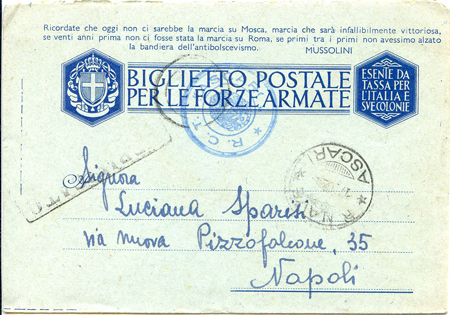 Ricordate che oggi non ci sarebbe la marcia su Mosca, marcia che sarà infallibilmente vittoriosa,
se venti anni prima non ci fosse stata la marcia su Roma, se primi tra i primi non avessimo alzato
la bandiera dell'antibolscevismo. MUSSOLINI
BIGLIETTO POSTALE
PER LE FORZE ARMATE
ESENTE DA
TASSA PER
L'ITALIA E
SVE COLONIE
R. C. T.
R. NAVE
ASCARI
Signora
Luciana
via nuova Pizzofalcone, 35
Napoli